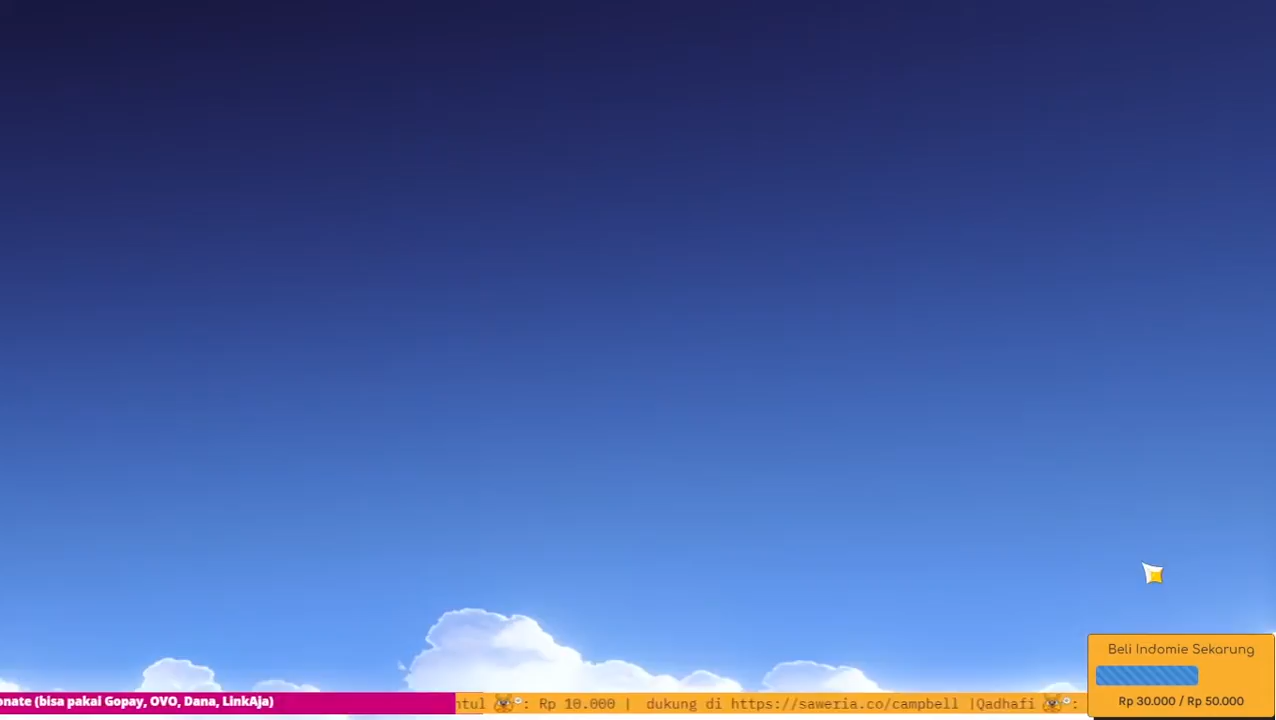 Beli Indomie Sekarung
Rp 30.000 / Rp 50.000
onate (bisa pakai Gopay, OVO, Dana, LinkAja)
ntul : Rp 10.000 | dukung di https://saweria.co/campbell |Qadhafi :